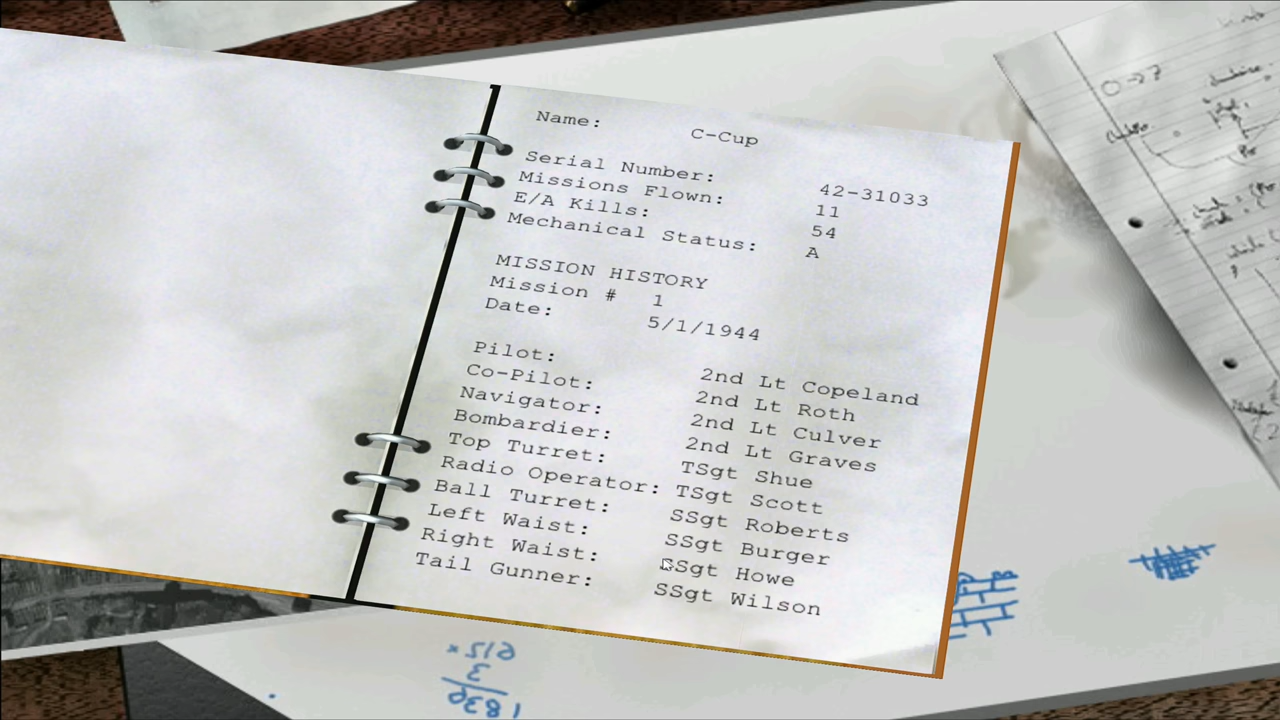 Name: C-Cup
Serial Number: 42-31033
Missions Flown: 11
E/A Kills: 54
Mechanical Status: A
MISSION HISTORY
Mission # 1
Date: 5/1/1944
Pilot: 2nd Lt Copeland
Co-Pilot: 2nd Lt Roth
Navigator: 2nd Lt Culver
Bombardier: 2nd Lt Graves
Top Turret: TSgt Shue
Radio Operator: TSgt Scott
Ball Turret: SSgt Roberts
Left Waist: SSgt Burger
Right Waist: SSgt Howe
Tail Gunner: SSgt Wilson
615 x
3
1830